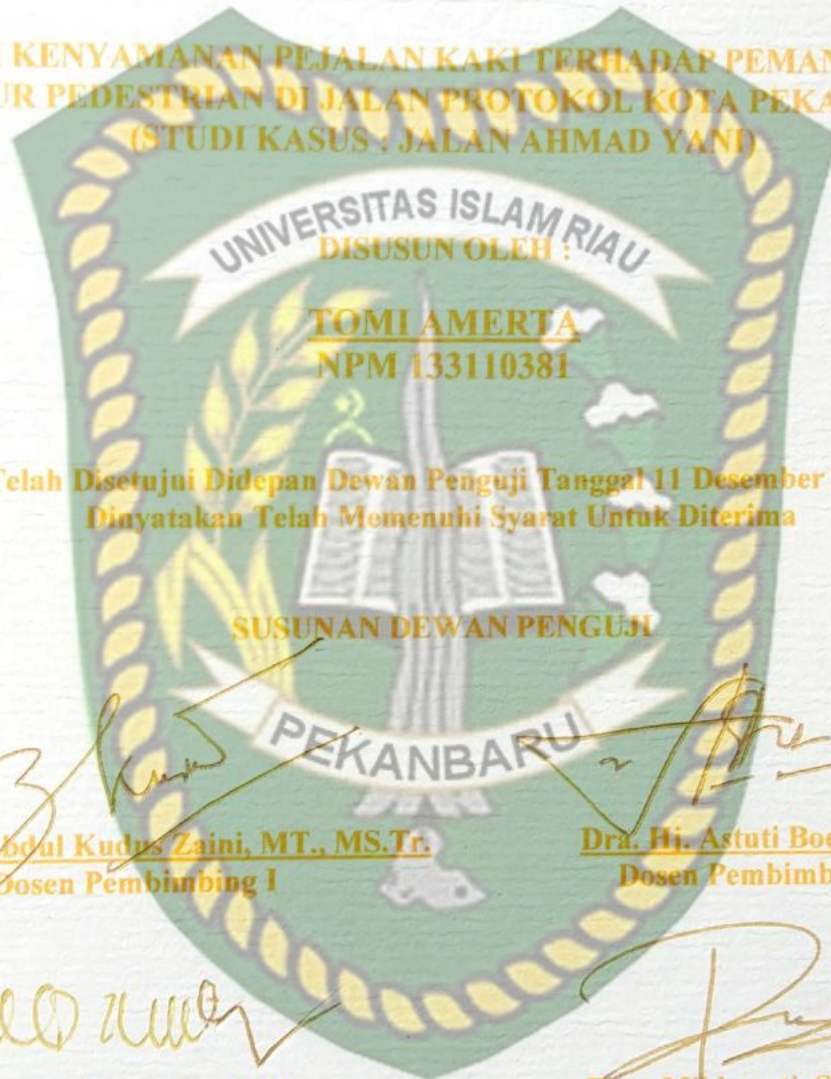 KENYAMANAN PEJALAN KAKI TERHADAP PEMAN
UR PEDESTRIAN DI JALAN PROTOKOL KOTA PEKA
(STUDI KASUS : JALAN AHMAD YANI)
UNIVERSITAS ISLAM RIAU
DISUSUN OLEH :
TOMI AMERTA
NPM 133110381
Telah Disetujui Didepan Dewan Penguji Tanggal 11 Desember
Dinyatakan Telah Memenuhi Syarat Untuk Diterima
SUSUNAN DEWAN PENGUJI
PEKANBARU
bdul Kudus Zaini, MT., MS.Tr. Dra. Hj. Astuti Boe
Dosen Pembimbing I Dosen Pembimb